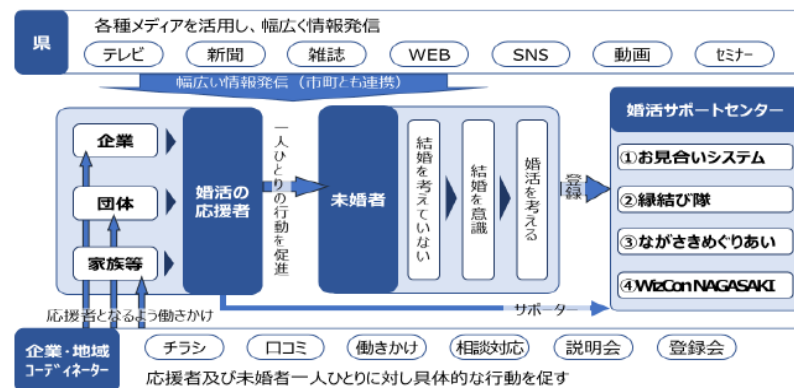 県
各種メディアを活用し、幅広く情報発信
テレビ
新聞
雑誌
WEB
SNS
動画
セミナー
幅広い情報発信（市町とも連携）
企業
団体
家族等
婚活の
応援者
一人ひとりの行動を促進
未婚者
結婚を考えていない
結婚を意識
婚活を考える
登録
婚活サポートセンター
①お見合いシステム
②縁結び隊
③ながさきめぐりあい
④WizCon NAGASAKI
サポーター
応援者となるよう働きかけ
企業・地域
コーディネーター
チラシ
口コミ
働きかけ
相談対応
説明会
登録会
応援者及び未婚者一人ひとりに対し具体的な行動を促す